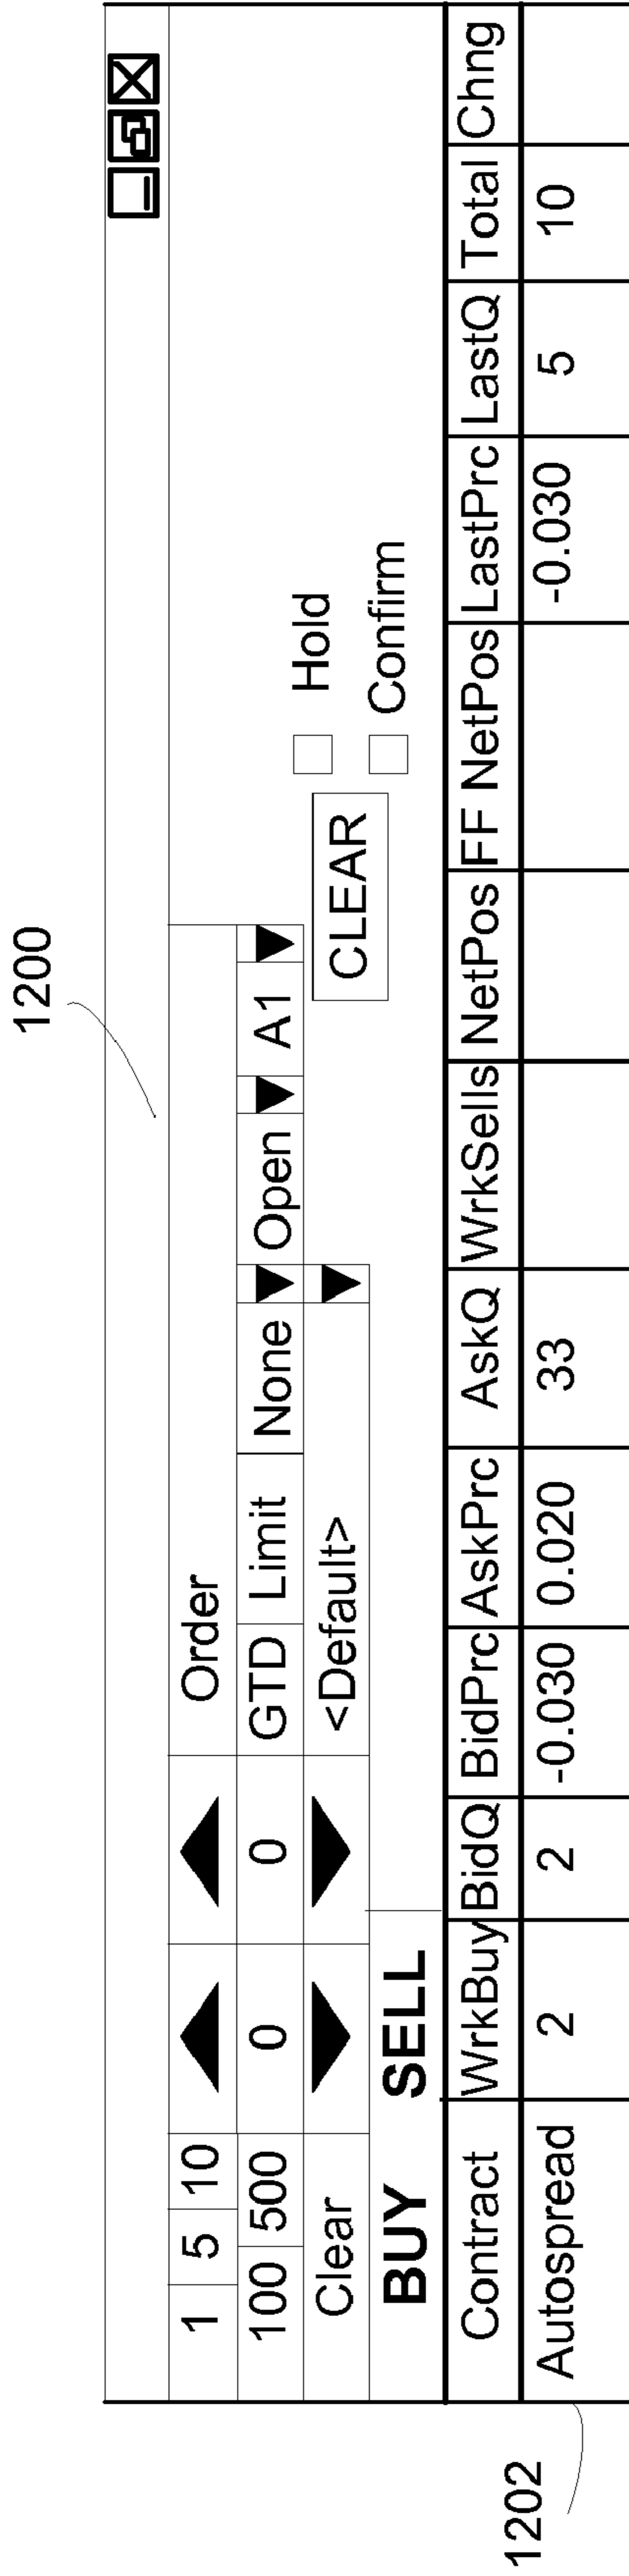 1200
1 5 10 Order
100 500 0 0 GTD Limit None Open A1
Clear <Default> CLEAR Hold
BUY SELL Confirm
Contract WrkBuy BidQ BidPrc AskPrc AskQ WrkSells NetPos FF NetPos LastPrc LastQ Total Chng
Autospread 2 2 -0.030 0.020 33 -0.030 5 10
1202